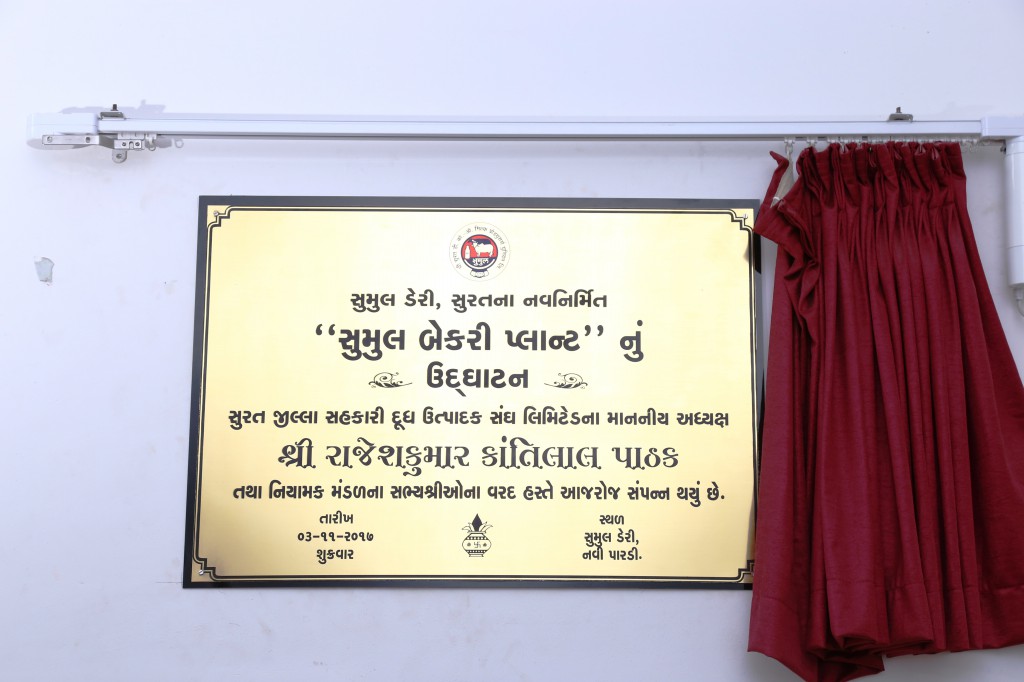 સુમુલ
સુમુલ ડેરી, સુરતના નવનિર્મિત
‘‘સુમુલ બેકરી પ્લાન્ટ’’ નું
ઉદ્‌ઘાટન
સુરત જીલ્લા સહકારી દૂધ ઉત્પાદક સંઘ લિમિટેડના માનનીય અધ્યક્ષ
શ્રી રાજેશકુમાર કાંતિલાલ પાઠક
તથા નિયામક મંડળના સભ્યશ્રીઓના વરદ હસ્તે આજરોજ સંપન્ન થયું છે.
તારીખ
૦૩-૧૧-૨૦૧૭
શુક્રવાર
સ્થળ
સુમુલ ડેરી,
નવી પારડી.